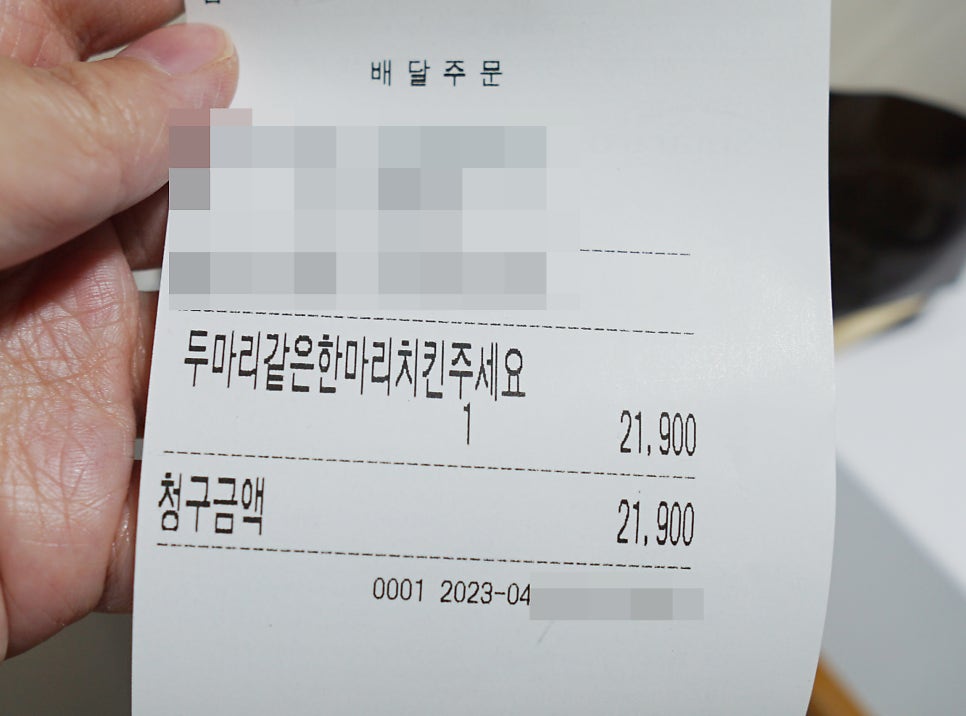 배달주문
두마리같은한마리치킨주세요
1 21,900
청구금액 21,900
0001 2023-04